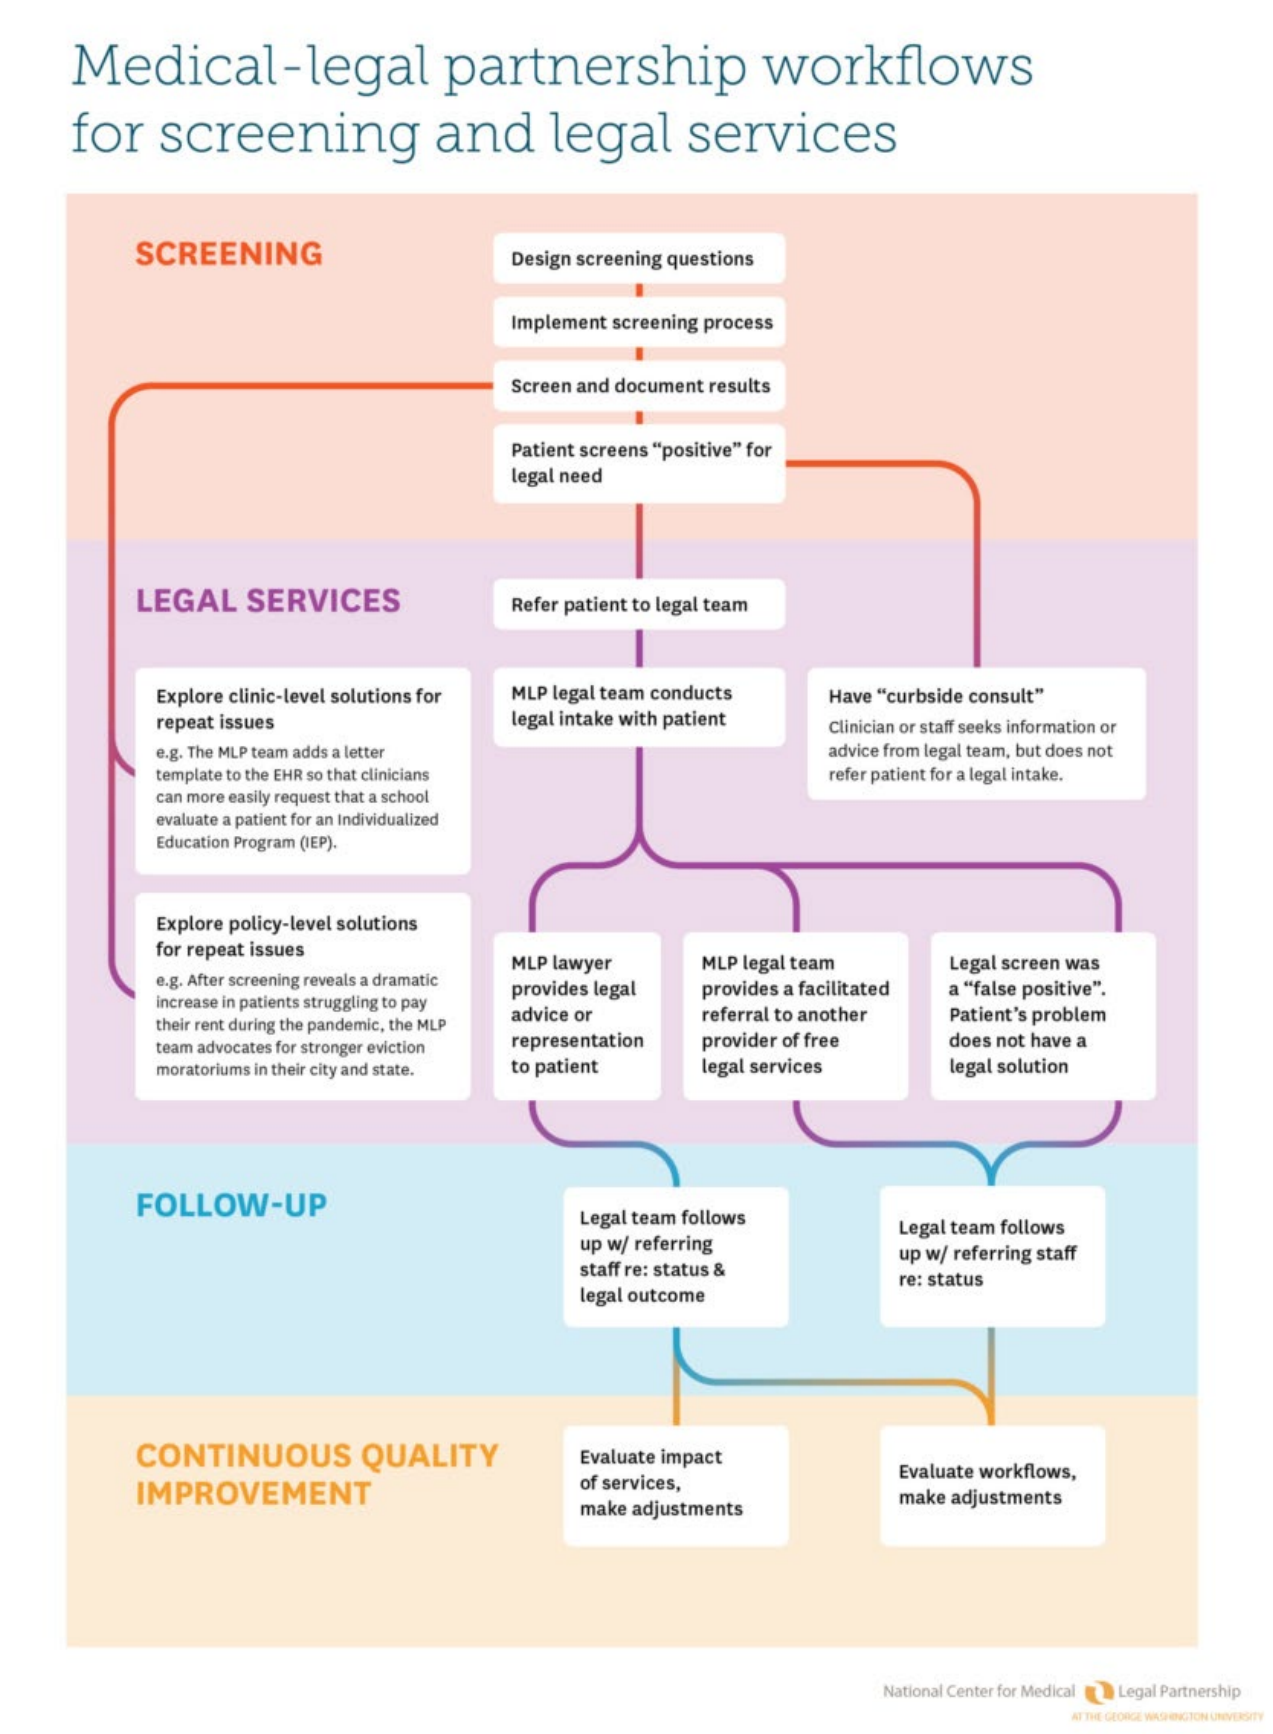 Medical-legal partnership workflows
for screening and legal services
SCREENING
Design screening questions
Implement screening process
Screen and document results
Patient screens “positive” for
legal need
LEGAL SERVICES
Refer patient to legal team
Explore clinic-level solutions for
repeat issues
e.g. The MLP team adds a letter
template to the EHR so that clinicians
can more easily request that a school
evaluate a patient for an Individualized
Education Program (IEP).
MLP legal team conducts
legal intake with patient
Have “curbside consult”
Clinician or staff seeks information or
advice from legal team, but does not
refer patient for a legal intake.
Explore policy-level solutions
for repeat issues
e.g. After screening reveals a dramatic
increase in patients struggling to pay
their rent during the pandemic, the MLP
team advocates for stronger eviction
moratoriums in their city and state.
MLP lawyer
provides legal
advice or
representation
to patient
MLP legal team
provides a facilitated
referral to another
provider of free
legal services
Legal screen was
a “false positive”.
Patient’s problem
does not have a
legal solution
FOLLOW-UP
Legal team follows
up w/ referring
staff re: status &
legal outcome
Legal team follows
up w/ referring staff
re: status
CONTINUOUS QUALITY
IMPROVEMENT
Evaluate impact
of services,
make adjustments
Evaluate workflows,
make adjustments
National Center for Medical Legal Partnership
AT THE GEORGE WASHINGTON UNIVERSITY